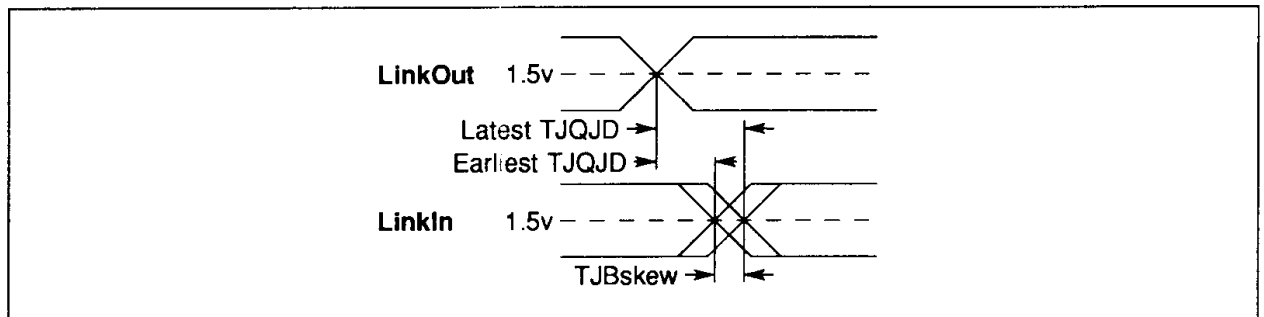 LinkOut 1.5v
Latest TJQJD
Earliest TJQJD
LinkIn 1.5v
TJBskew